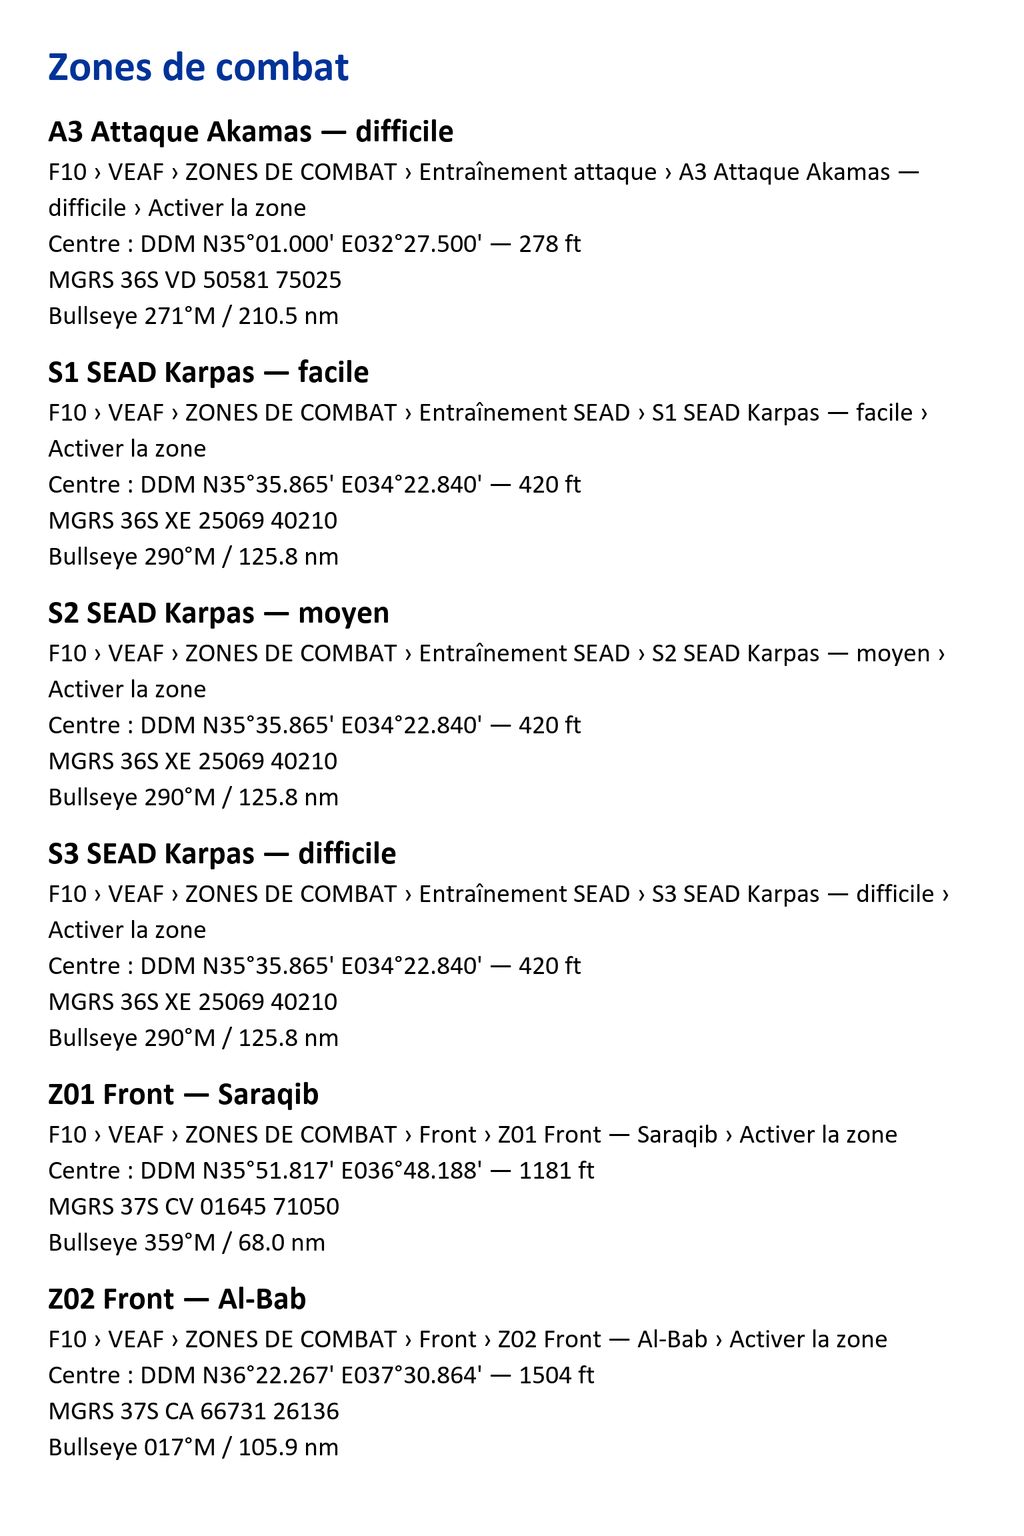 Zones de combat
A3 Attaque Akamas — difficile
F10 › VEAF › ZONES DE COMBAT › Entraînement attaque › A3 Attaque Akamas —
difficile › Activer la zone
Centre : DDM N35°01.000' E032°27.500' — 278 ft
MGRS 36S VD 50581 75025
Bullseye 271°M / 210.5 nm
S1 SEAD Karpas — facile
F10 › VEAF › ZONES DE COMBAT › Entraînement SEAD › S1 SEAD Karpas — facile ›
Activer la zone
Centre : DDM N35°35.865' E034°22.840' — 420 ft
MGRS 36S XE 25069 40210
Bullseye 290°M / 125.8 nm
S2 SEAD Karpas — moyen
F10 › VEAF › ZONES DE COMBAT › Entraînement SEAD › S2 SEAD Karpas — moyen ›
Activer la zone
Centre : DDM N35°35.865' E034°22.840' — 420 ft
MGRS 36S XE 25069 40210
Bullseye 290°M / 125.8 nm
S3 SEAD Karpas — difficile
F10 › VEAF › ZONES DE COMBAT › Entraînement SEAD › S3 SEAD Karpas — difficile ›
Activer la zone
Centre : DDM N35°35.865' E034°22.840' — 420 ft
MGRS 36S XE 25069 40210
Bullseye 290°M / 125.8 nm
Z01 Front — Saraqib
F10 › VEAF › ZONES DE COMBAT › Front › Z01 Front — Saraqib › Activer la zone
Centre : DDM N35°51.817' E036°48.188' — 1181 ft
MGRS 37S CV 01645 71050
Bullseye 359°M / 68.0 nm
Z02 Front — Al-Bab
F10 › VEAF › ZONES DE COMBAT › Front › Z02 Front — Al-Bab › Activer la zone
Centre : DDM N36°22.267' E037°30.864' — 1504 ft
MGRS 37S CA 66731 26136
Bullseye 017°M / 105.9 nm